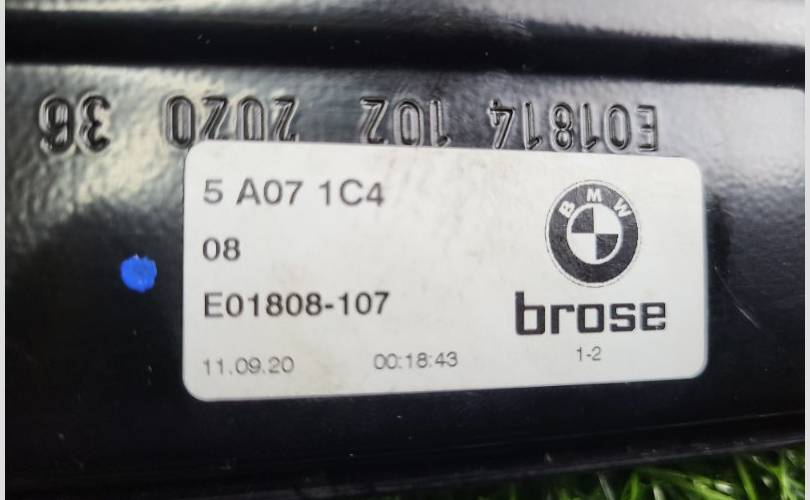 E01814 102 2020 36
5 A07 1C4
08
E01808-107
11.09.20 00:18:43
BMW
brose
1-2